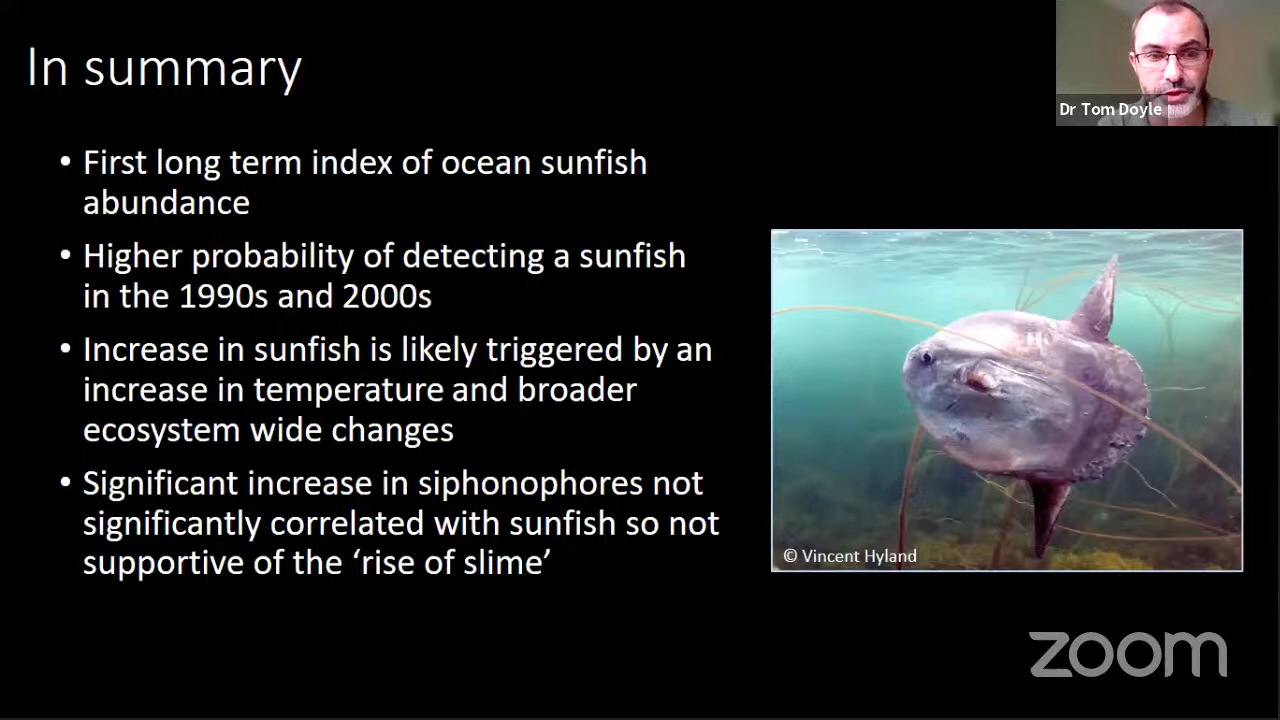 In summary
Dr Tom Doyle
• First long term index of ocean sunfish
abundance
• Higher probability of detecting a sunfish
in the 1990s and 2000s
• Increase in sunfish is likely triggered by an
increase in temperature and broader
ecosystem wide changes
• Significant increase in siphonophores not
significantly correlated with sunfish so not
supportive of the ‘rise of slime’
© Vincent Hyland
zoom